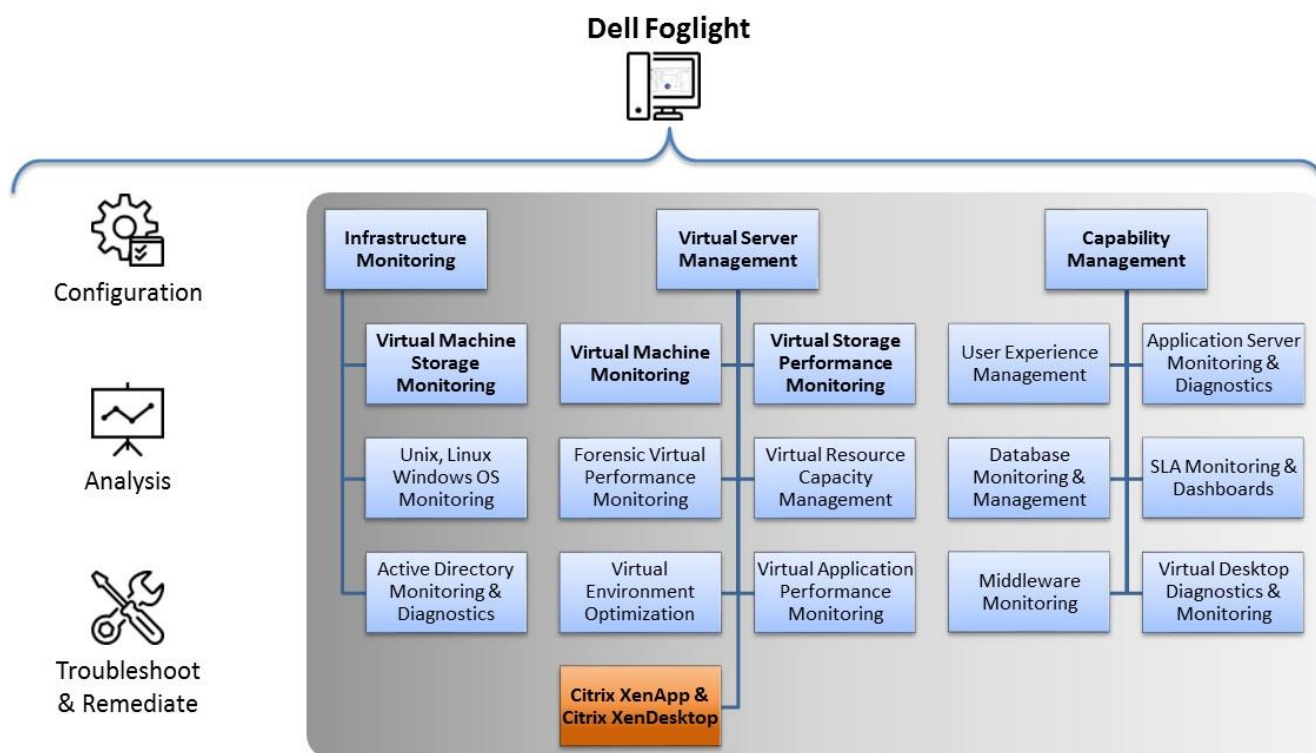 Dell Foglight
Configuration
Analysis
Troubleshoot
& Remediate
Infrastructure
Monitoring
Virtual Machine
Storage
Monitoring
Unix, Linux
Windows OS
Monitoring
Active Directory
Monitoring &
Diagnostics
Virtual Server
Management
Virtual Machine
Monitoring
Virtual Storage
Performance
Monitoring
Forensic Virtual
Performance
Monitoring
Virtual Resource
Capacity
Management
Virtual
Environment
Optimization
Virtual Application
Performance
Monitoring
Citrix XenApp &
Citrix XenDesktop
Capability
Management
User Experience
Management
Application Server
Monitoring &
Diagnostics
Database
Monitoring &
Management
SLA Monitoring &
Dashboards
Middleware
Monitoring
Virtual Desktop
Diagnostics &
Monitoring